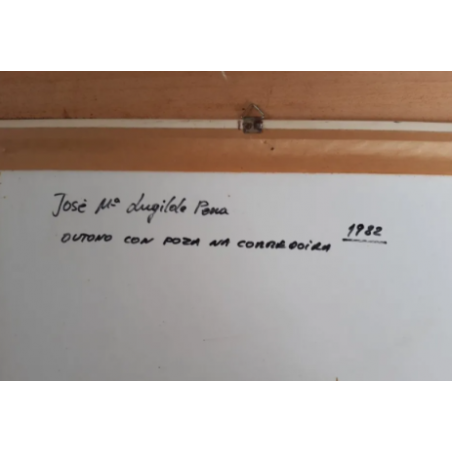 José Mª Lugilde Pena
OUTONO CON POZA NA CORREDOIRA 1982